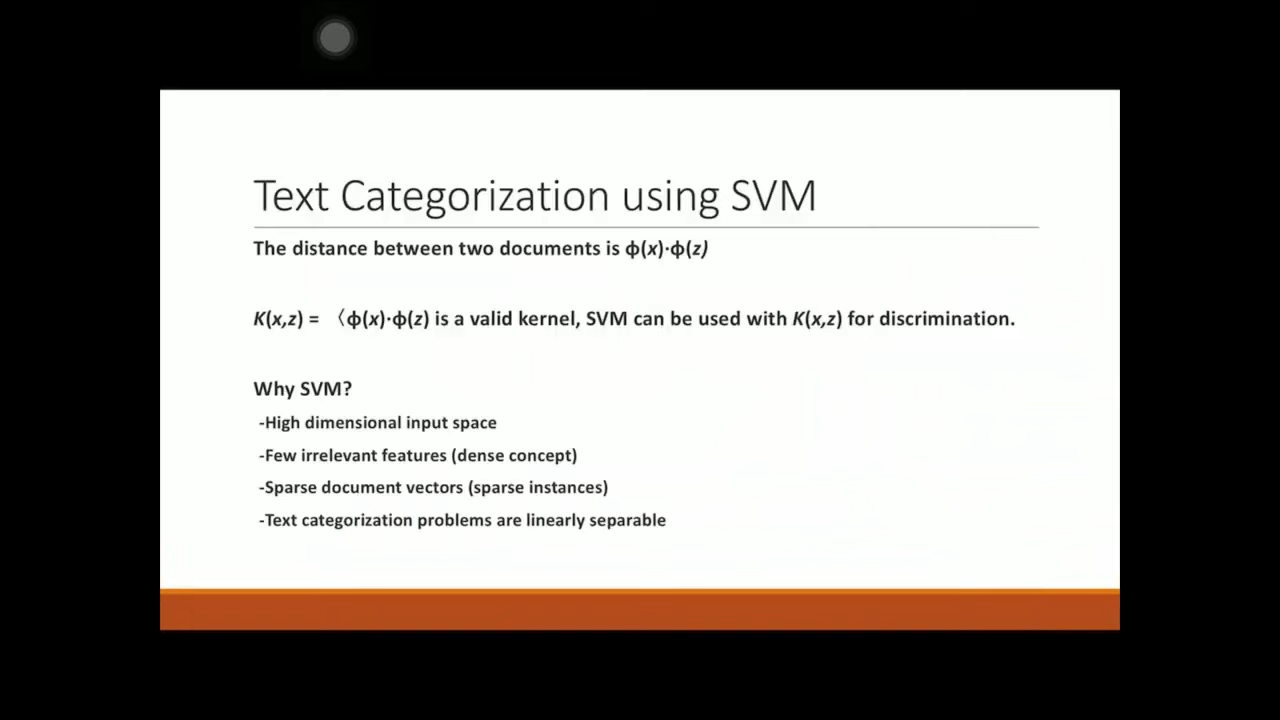 Text Categorization using SVM
The distance between two documents is ϕ(x)·ϕ(z)
K(x,z) = 〈ϕ(x)·ϕ(z) is a valid kernel, SVM can be used with K(x,z) for discrimination.
Why SVM?
-High dimensional input space
-Few irrelevant features (dense concept)
-Sparse document vectors (sparse instances)
-Text categorization problems are linearly separable